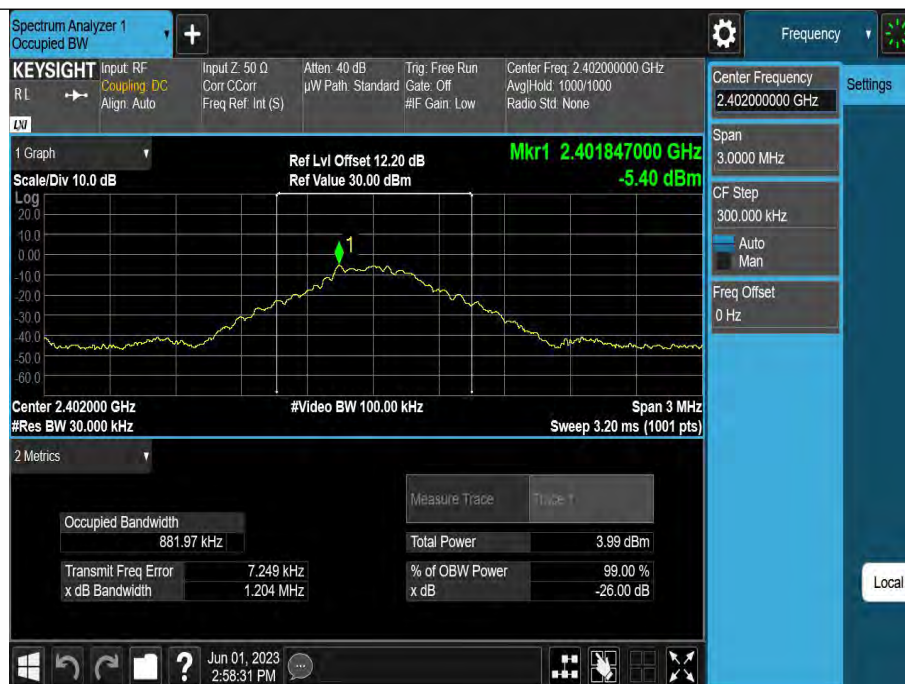 Spectrum Analyzer 1
Occupied BW
Frequency
KEYSIGHT
RL
LXI
Input: RF
Coupling: DC
Align: Auto
Input Z: 50 Ω
Corr CCorr
Freq Ref: Int (S)
Atten: 40 dB
µW Path: Standard
Trig: Free Run
Gate: Off
#IF Gain: Low
Center Freq: 2.402000000 GHz
Avg|Hold: 1000/1000
Radio Std: None
Center Frequency
2.402000000 GHz
Settings
Span
3.0000 MHz
CF Step
300.000 kHz
Auto
Man
Freq Offset
0 Hz
1 Graph
Scale/Div 10.0 dB
Ref Lvl Offset 12.20 dB
Ref Value 30.00 dBm
Mkr1 2.401847000 GHz
-5.40 dBm
Log
20.0
10.0
0.00
-10.0
-20.0
-30.0
-40.0
-50.0
-60.0
1
Center 2.402000 GHz
#Res BW 30.000 kHz
#Video BW 100.00 kHz
Span 3 MHz
Sweep 3.20 ms (1001 pts)
2 Metrics
Measure Trace
Trace 1
Occupied Bandwidth
881.97 kHz
Total Power
3.99 dBm
Transmit Freq Error
7.249 kHz
% of OBW Power
99.00 %
x dB Bandwidth
1.204 MHz
x dB
-26.00 dB
Local
?
Jun 01, 2023
2:58:31 PM